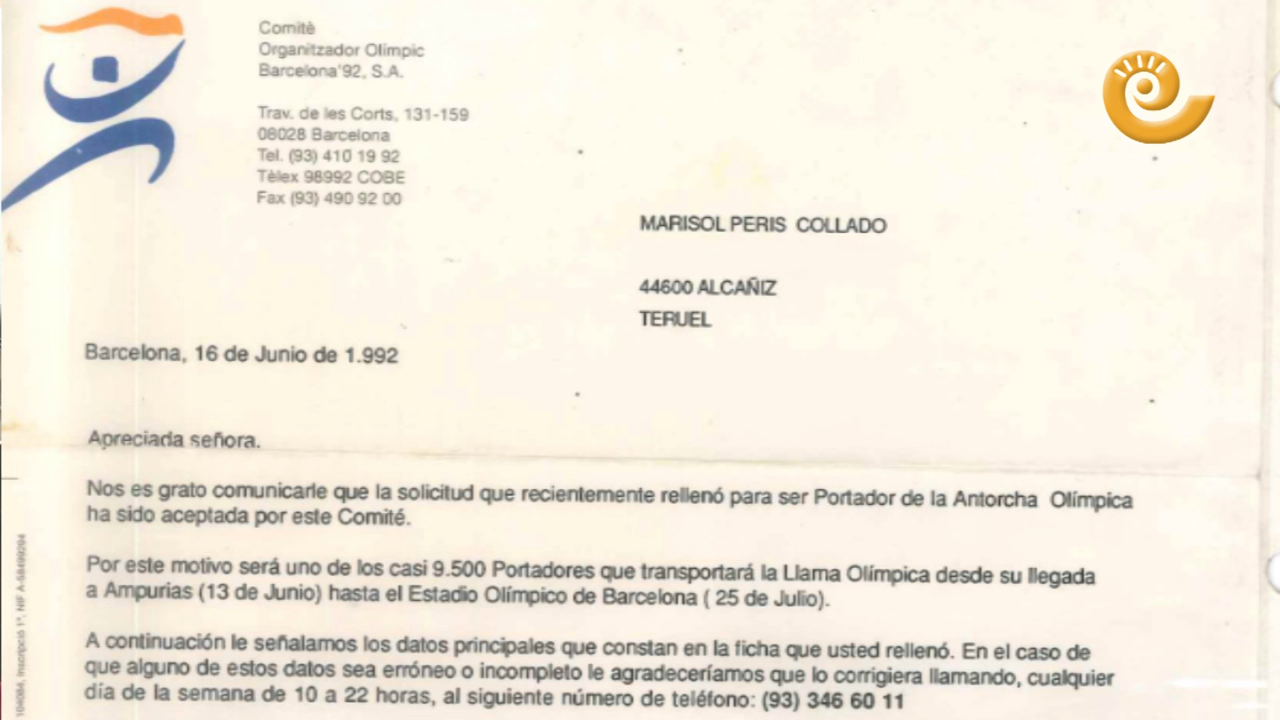 Comitè
Organitzador Olímpic
Barcelona'92, S.A.
Trav. de les Corts, 131-159
08028 Barcelona
Tel. (93) 410 19 92
Tèlex 98992 COBE
Fax (93) 490 92 00
MARISOL PERIS COLLADO
44600 ALCAÑIZ
TERUEL
Barcelona, 16 de Junio de 1.992
Apreciada señora.
Nos es grato comunicarle que la solicitud que recientemente rellenó para ser Portador de la Antorcha Olímpica
ha sido aceptada por este Comité.
Por este motivo será uno de los casi 9.500 Portadores que transportará la Llama Olímpica desde su llegada
a Ampurias (13 de Junio) hasta el Estadio Olímpico de Barcelona ( 25 de Julio).
A continuación le señalamos los datos principales que constan en la ficha que usted rellenó. En el caso de
que alguno de estos datos sea erróneo o incompleto le agradeceríamos que lo corrigiera llamando, cualquier
día de la semana de 10 a 22 horas, al siguiente número de teléfono: (93) 346 60 11
Inscripció 1ª, NIF A-58499294